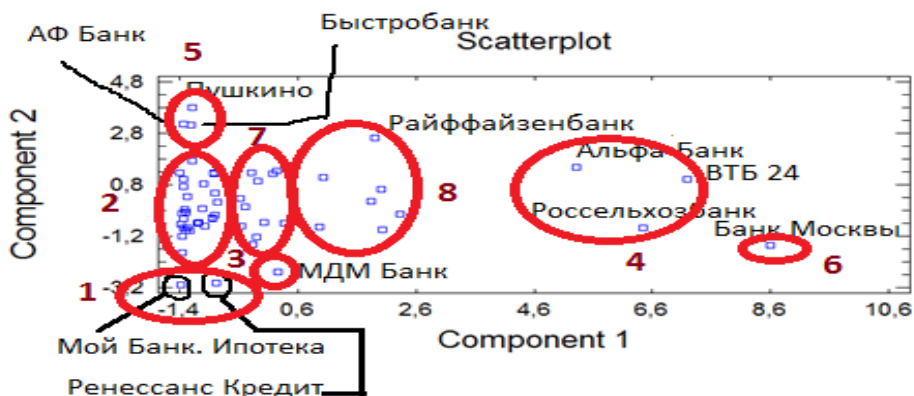 Быстробанк
АФ Банк
5
Scatterplot
4,8
Пушкино
2,8
7
Райффайзенбанк
Альфа-Банк
ВТБ 24
Component 2
0,8
2
8
Россельхозбанк
-1,2
Банк Москвы
3
МДМ Банк
4
6
1
-3,2
-1,4
0,6
2,6
4,6
6,6
8,6
10,6
Мой Банк. Ипотека
Component 1
Ренессанс Кредит